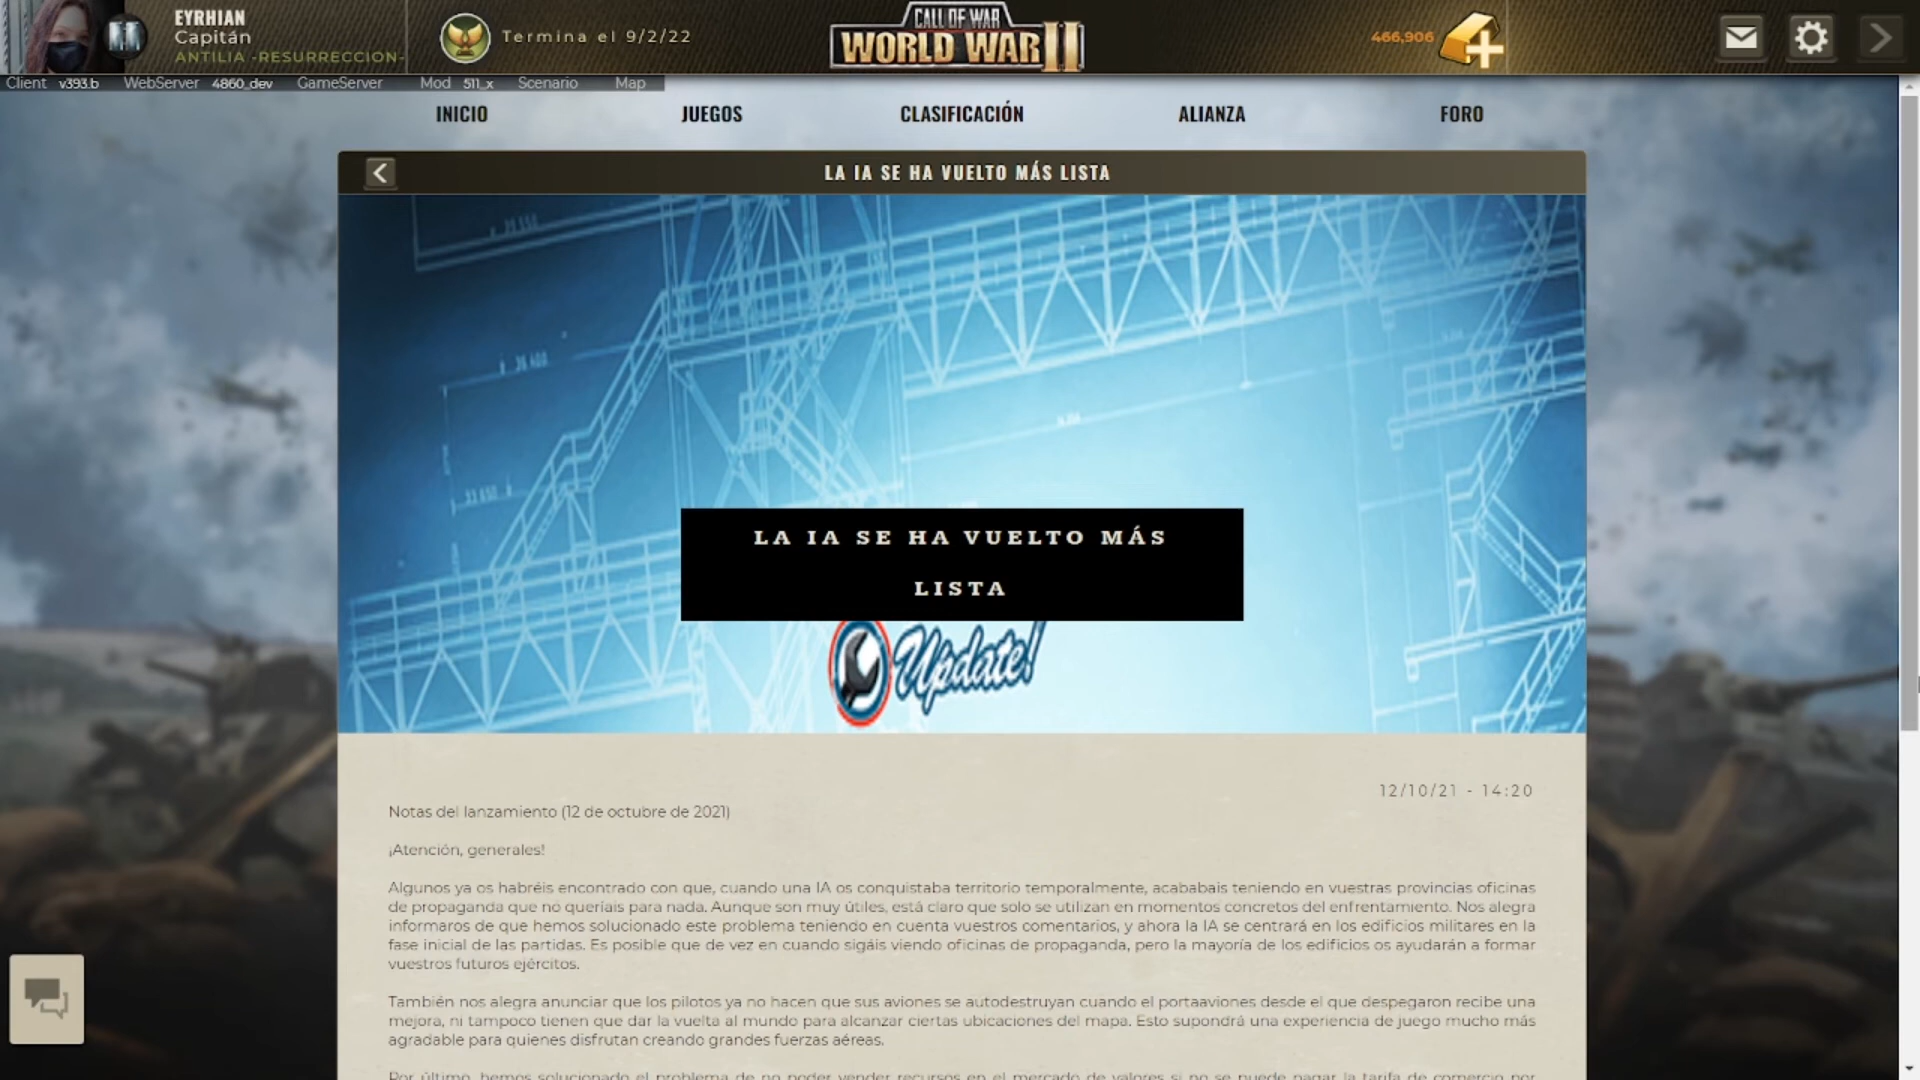 EYRHIAN
Capitán
ANTILIA -RESURRECCION-
Termina el 9/2/22
CALL OF WAR
WORLD WAR II
466,906
Client v393.b WebServer 4860_dev GameServer Mod 511_x Scenario Map
INICIO JUEGOS CLASIFICACIÓN ALIANZA FORO
LA IA SE HA VUELTO MÁS LISTA
LA IA SE HA VUELTO MÁS
LISTA
Update!
12/10/21 - 14:20
Notas del lanzamiento (12 de octubre de 2021)
¡Atención, generales!
Algunos ya os habréis encontrado con que, cuando una IA os conquistaba territorio temporalmente, acababais teniendo en vuestras provincias oficinas
de propaganda que no queríais para nada. Aunque son muy útiles, está claro que solo se utilizan en momentos concretos del enfrentamiento. Nos alegra
informaros de que hemos solucionado este problema teniendo en cuenta vuestros comentarios, y ahora la IA se centrará en los edificios militares en la
fase inicial de las partidas. Es posible que de vez en cuando sigáis viendo oficinas de propaganda, pero la mayoría de los edificios os ayudarán a formar
vuestros futuros ejércitos.
También nos alegra anunciar que los pilotos ya no hacen que sus aviones se autodestruyan cuando el portaaviones desde el que despegaron recibe una
mejora, ni tampoco tienen que dar la vuelta al mundo para alcanzar ciertas ubicaciones del mapa. Esto supondrá una experiencia de juego mucho más
agradable para quienes disfrutan creando grandes fuerzas aéreas.
Por último, hemos solucionado el problema de no poder vender recursos en el mercado de valores si no se puede pagar la tarifa de comercio por